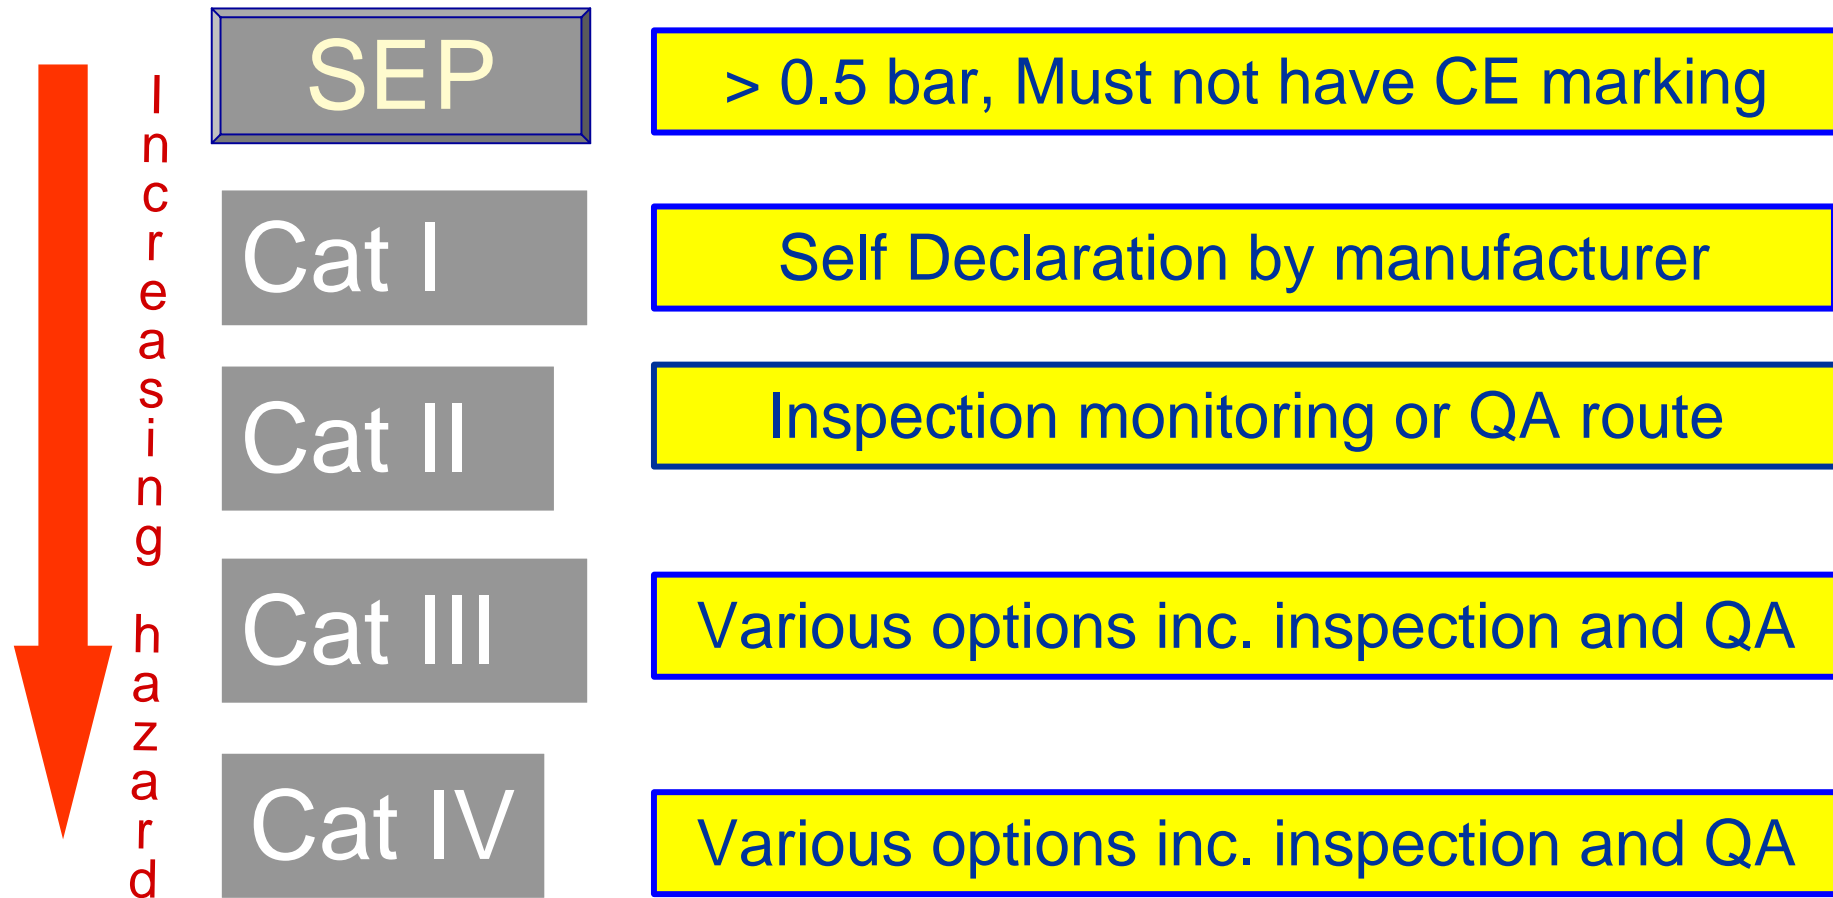 Increasing hazard
SEP
> 0.5 bar, Must not have CE marking
Cat I
Self Declaration by manufacturer
Cat II
Inspection monitoring or QA route
Cat III
Various options inc. inspection and QA
Cat IV
Various options inc. inspection and QA